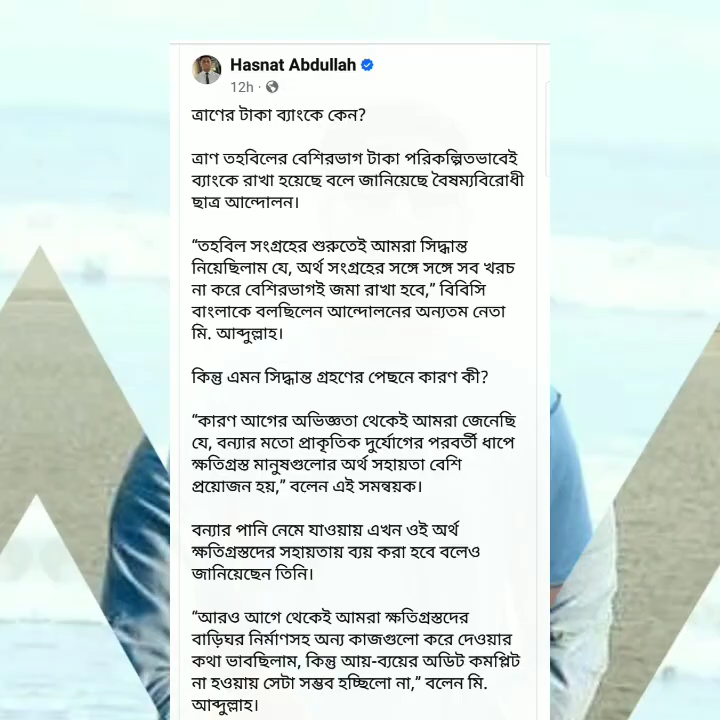 Hasnat Abdullah
12h ·
ত্রাণের টাকা ব্যাংকে কেন?
ত্রাণ তহবিলের বেশিরভাগ টাকা পরিকল্পিতভাবেই
ব্যাংকে রাখা হয়েছে বলে জানিয়েছে বৈষম্যবিরোধী
ছাত্র আন্দোলন।
“তহবিল সংগ্রহের শুরুতেই আমরা সিদ্ধান্ত
নিয়েছিলাম যে, অর্থ সংগ্রহের সঙ্গে সঙ্গে সব খরচ
না করে বেশিরভাগই জমা রাখা হবে,” বিবিসি
বাংলাকে বলছিলেন আন্দোলনের অন্যতম নেতা
মি. আব্দুল্লাহ।
কিন্তু এমন সিদ্ধান্ত গ্রহণের পেছনে কারণ কী?
“কারণ আগের অভিজ্ঞতা থেকেই আমরা জেনেছি
যে, বন্যার মতো প্রাকৃতিক দুর্যোগের পরবর্তী ধাপে
ক্ষতিগ্রস্ত মানুষগুলোর অর্থ সহায়তা বেশি
প্রয়োজন হয়,” বলেন এই সমন্বয়ক।
বন্যার পানি নেমে যাওয়ায় এখন ওই অর্থ
ক্ষতিগ্রস্তদের সহায়তায় ব্যয় করা হবে বলেও
জানিয়েছেন তিনি।
“আরও আগে থেকেই আমরা ক্ষতিগ্রস্তদের
বাড়িঘর নির্মাণসহ অন্য কাজগুলো করে দেওয়ার
কথা ভাবছিলাম, কিন্তু আয়-ব্যয়ের অডিট কমপ্লিট
না হওয়ায় সেটা সম্ভব হচ্ছিলো না,” বলেন মি.
আব্দুল্লাহ।